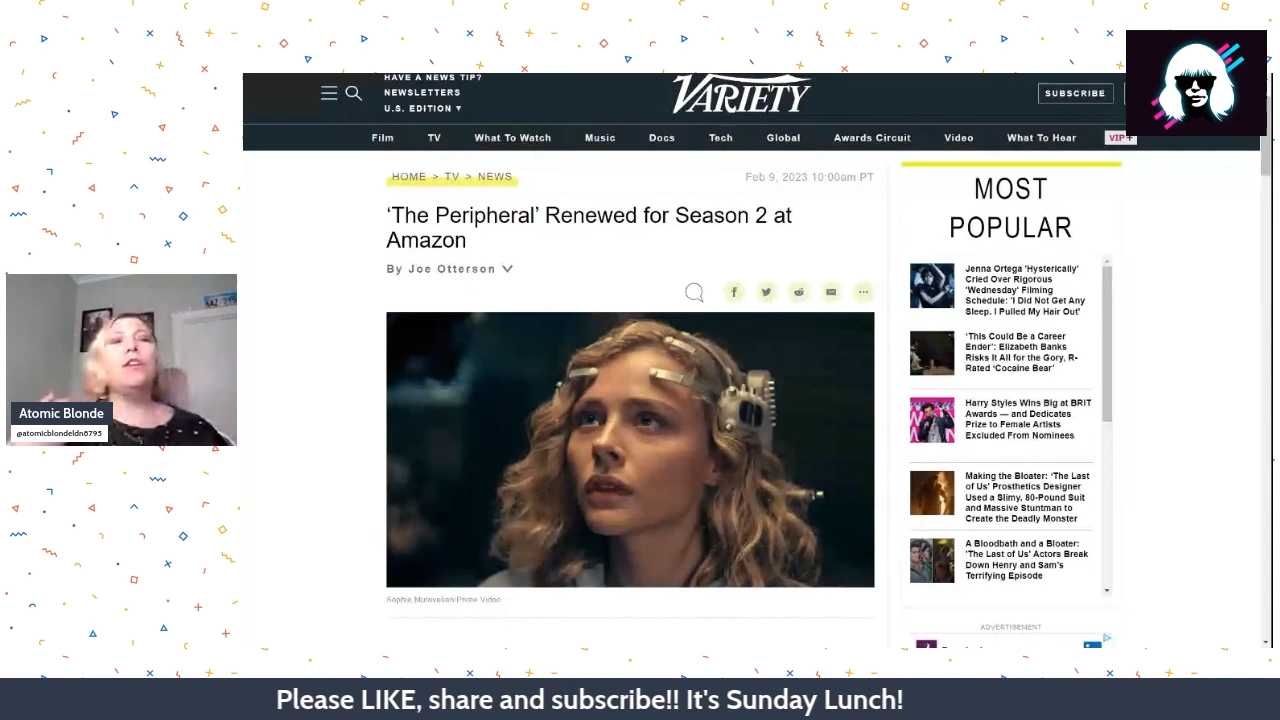 HAVE A NEWS TIP?
NEWSLETTERS
U.S. EDITION
VARIETY
SUBSCRIBE
Film TV What To Watch Music Docs Tech Global Awards Circuit Video What To Hear VIP+
HOME > TV > NEWS
Feb 9, 2023 10:00am PT
‘The Peripheral’ Renewed for Season 2 at
Amazon
By Joe Otterson
MOST
POPULAR
Jenna Ortega 'Hysterically'
Cried Over Rigorous
'Wednesday' Filming
Schedule: 'I Did Not Get Any
Sleep. I Pulled My Hair Out'
‘This Could Be a Career
Ender’: Elizabeth Banks
Risks It All for the Gory, R-
Rated ‘Cocaine Bear’
Harry Styles Wins Big at BRIT
Awards — and Dedicates
Prize to Female Artists
Excluded From Nominees
Making the Bloater: ‘The Last
of Us’ Prosthetics Designer
Used a Slimy, 80-Pound Suit
and Massive Stuntman to
Create the Deadly Monster
A Bloodbath and a Bloater:
'The Last of Us' Actors Break
Down Henry and Sam's
Terrifying Episode
Atomic Blonde
@atomicblondeldn8795
/Prime Video
ADVERTISEMENT
Please LIKE, share and subscribe!! It's Sunday Lunch!